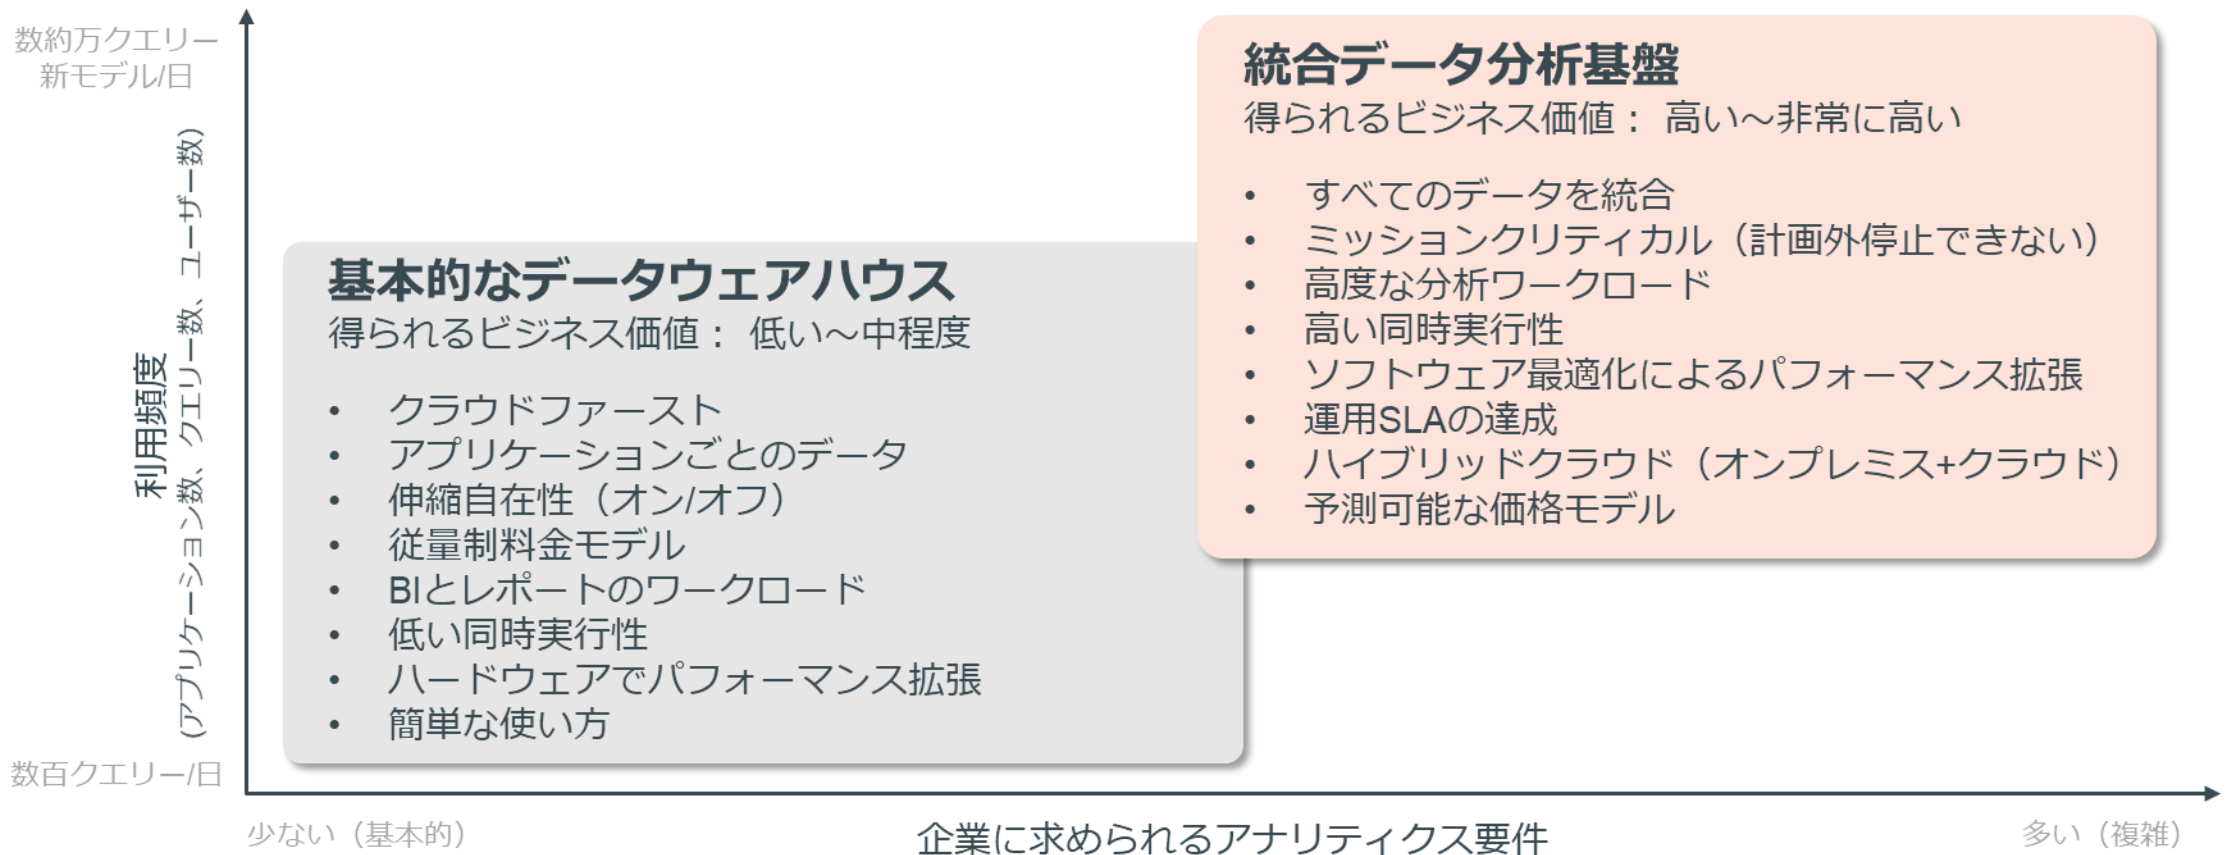 数約万クエリー
新モデル/日
利用頻度
(アプリケーション数、クエリー数、ユーザー数)
数百クエリー/日
基本的なデータウェアハウス
得られるビジネス価値： 低い～中程度
• クラウドファースト
• アプリケーションごとのデータ
• 伸縮自在性（オン/オフ）
• 従量制料金モデル
• BIとレポートのワークロード
• 低い同時実行性
• ハードウェアでパフォーマンス拡張
• 簡単な使い方
統合データ分析基盤
得られるビジネス価値： 高い～非常に高い
• すべてのデータを統合
• ミッションクリティカル（計画外停止できない）
• 高度な分析ワークロード
• 高い同時実行性
• ソフトウェア最適化によるパフォーマンス拡張
• 運用SLAの達成
• ハイブリッドクラウド（オンプレミス+クラウド）
• 予測可能な価格モデル
少ない（基本的）
企業に求められるアナリティクス要件
多い（複雑）